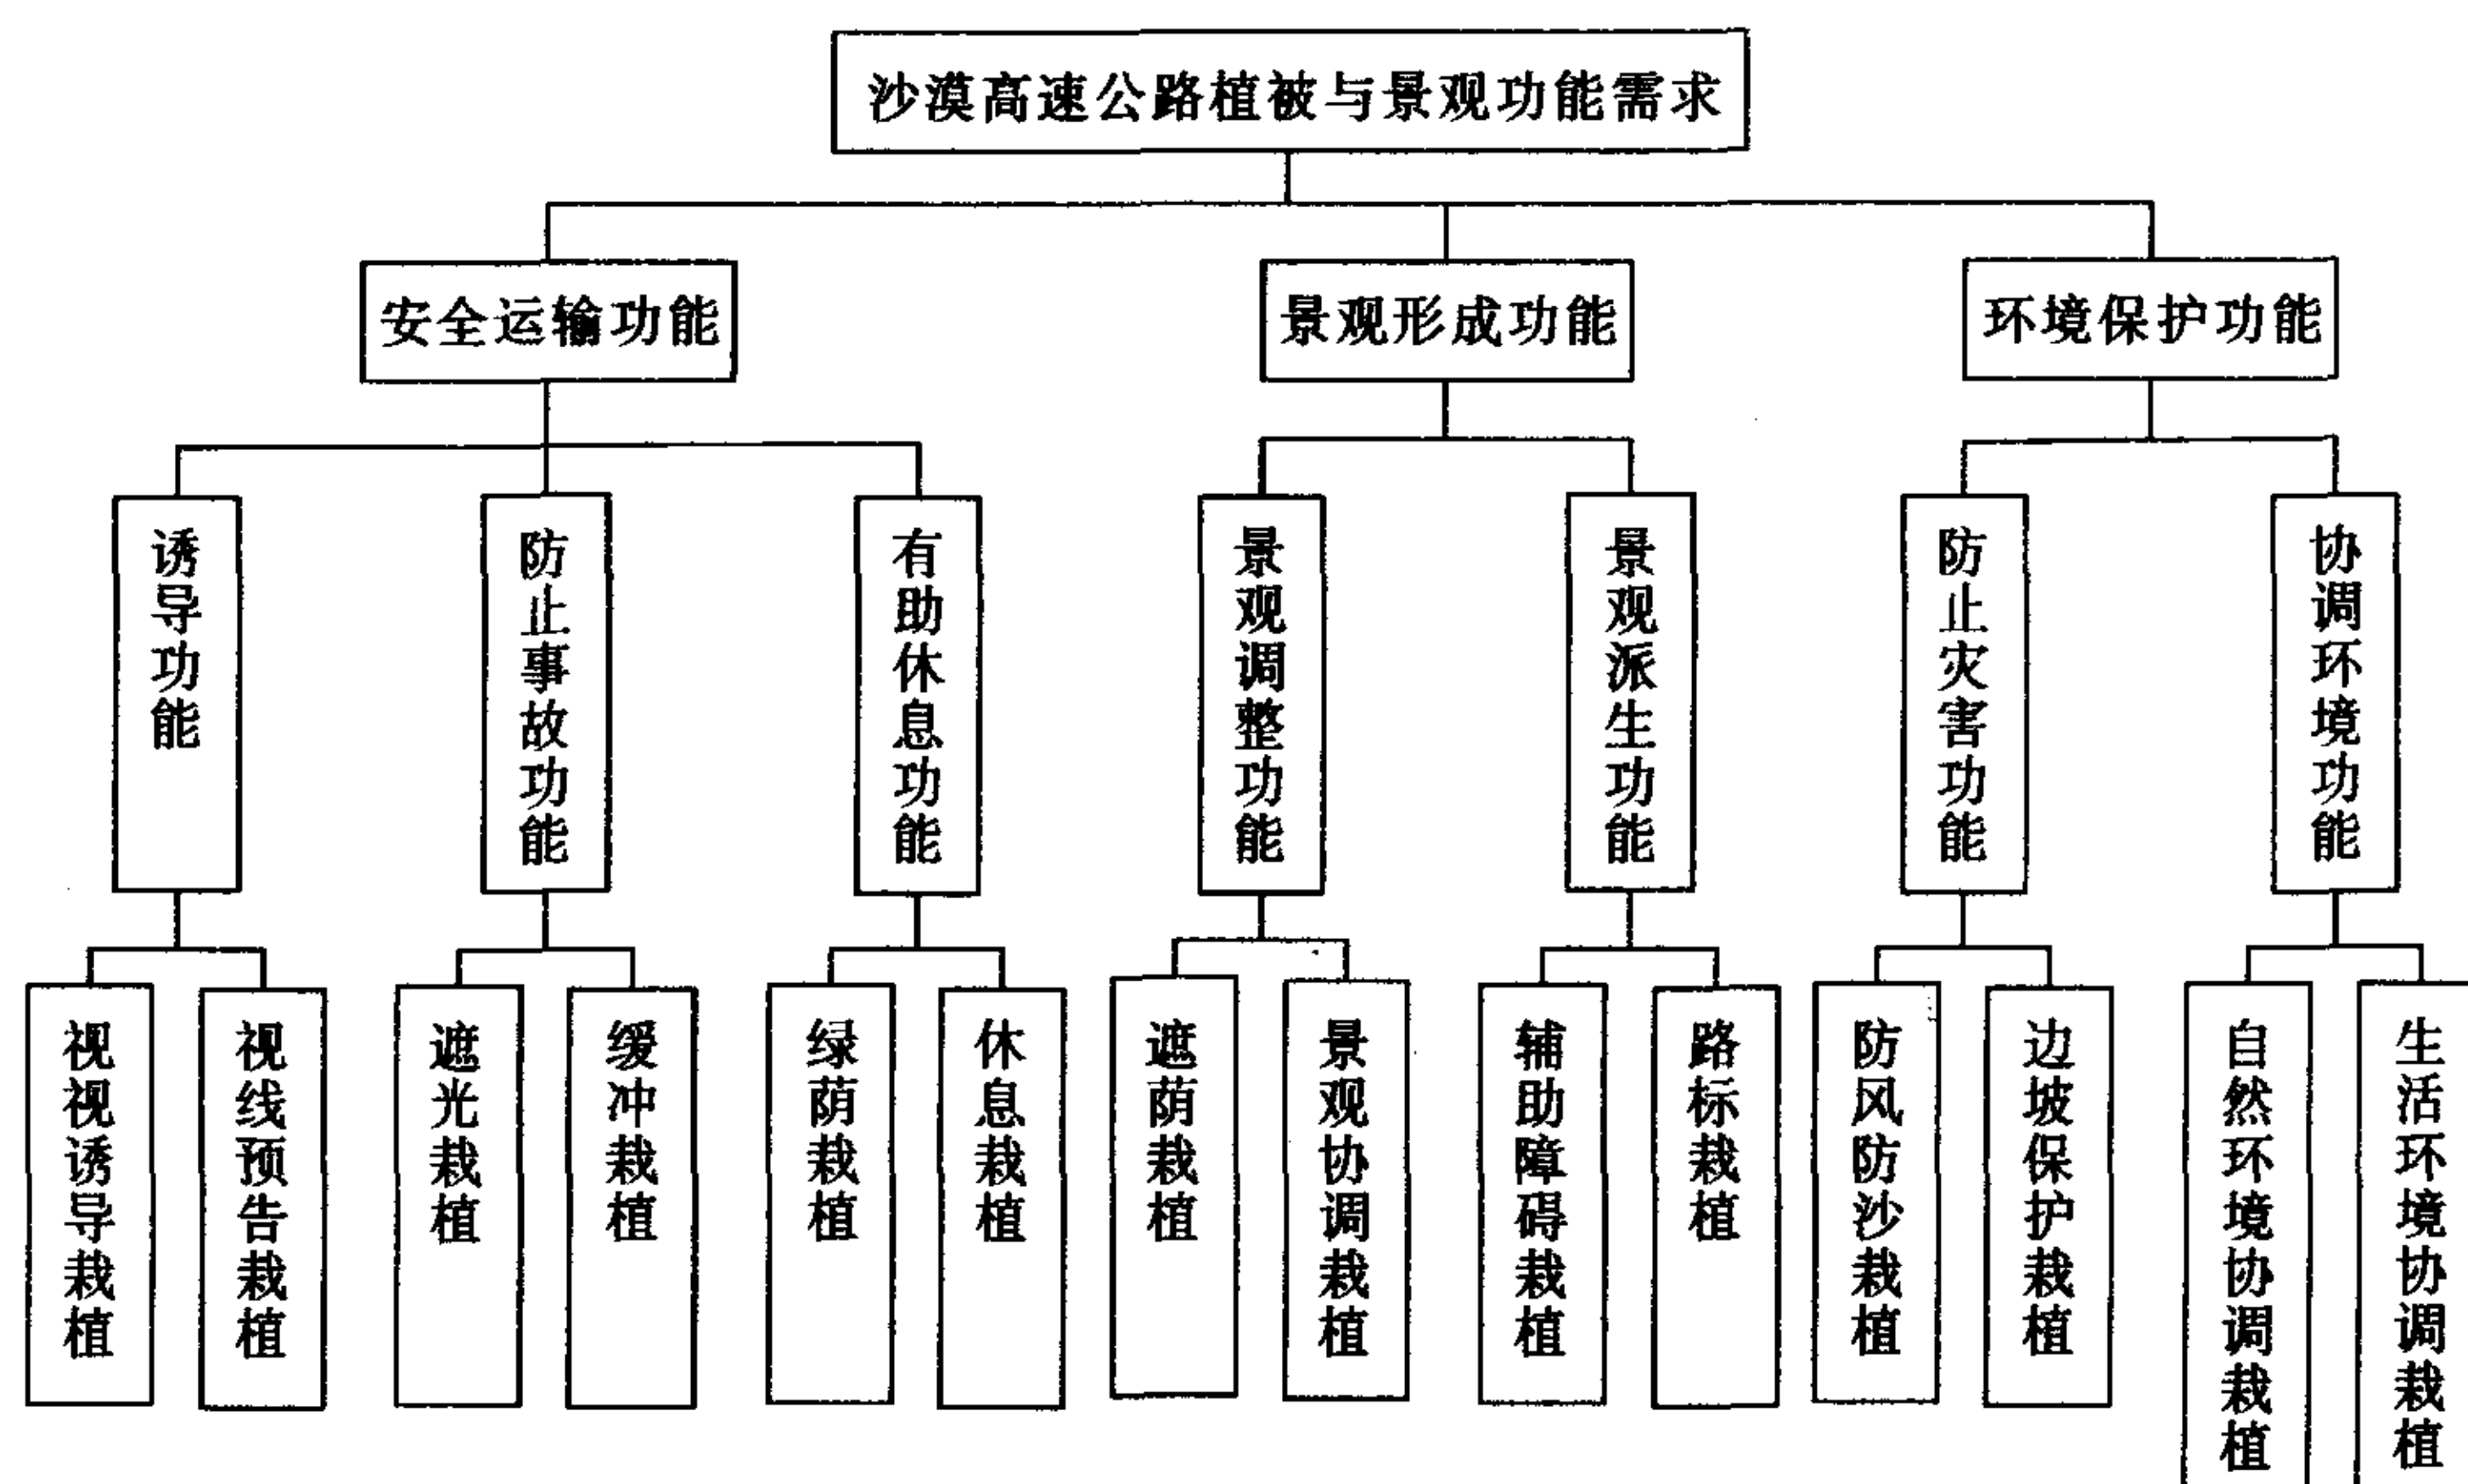 沙漠高速公路植被与景观功能需求
安全运输功能
景观形成功能
环境保护功能
诱导功能
防止事故功能
有助休息功能
景观调整功能
景观派生功能
防止灾害功能
协调环境功能
视视诱导栽植
视线预告栽植
遮光栽植
缓冲栽植
绿荫栽植
休息栽植
遮荫栽植
景观协调栽植
辅助障碍栽植
路标栽植
防风防沙栽植
边坡保护栽植
自然环境协调栽植
生活环境协调栽植